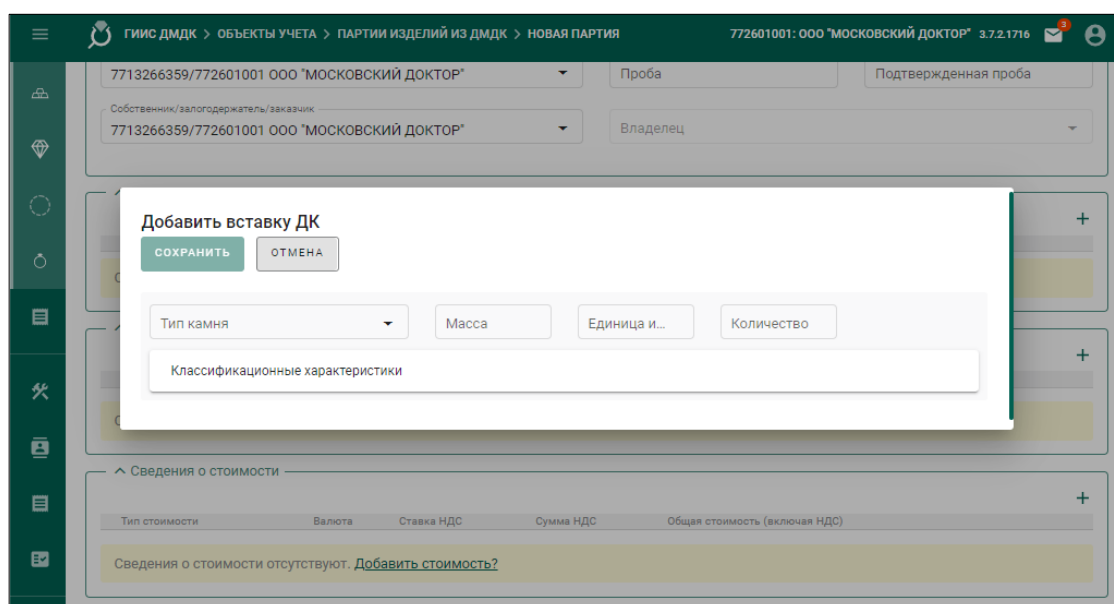 ГИИС ДМДК > ОБЪЕКТЫ УЧЕТА > ПАРТИИ ИЗДЕЛИЙ ИЗ ДМДК > НОВАЯ ПАРТИЯ 772601001: ООО "МОСКОВСКИЙ ДОКТОР" 3.7.2.1716 3
7713266359/772601001 ООО "МОСКОВСКИЙ ДОКТОР" Проба Подтвержденная проба
Собственник/залогодержатель/заказчик
7713266359/772601001 ООО "МОСКОВСКИЙ ДОКТОР" Владелец
Добавить вставку ДК
СОХРАНИТЬ ОТМЕНА
Тип камня Масса Единица и... Количество
Классификационные характеристики
Сведения о стоимости
Тип стоимости Валюта Ставка НДС Сумма НДС Общая стоимость (включая НДС)
Сведения о стоимости отсутствуют. Добавить стоимость?